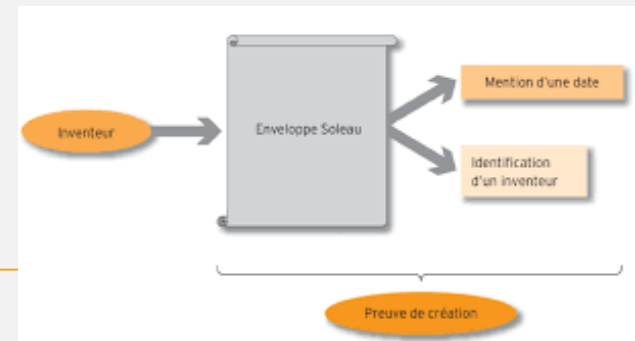 Inventeur
Enveloppe Soleau
Mention d'une date
Identification
d'un inventeur
Preuve de création